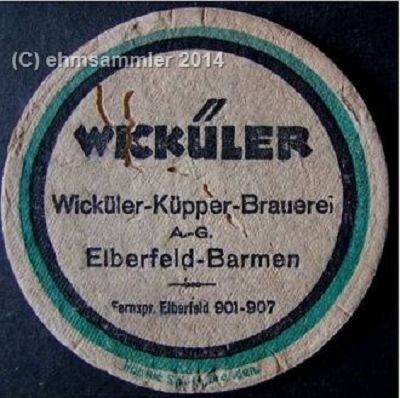 (C) ehmsammler 2014
WICKÜLER
Wicküler-Küpper-Brauerei
A.-G.
Elberfeld-Barmen
Fernspr. Elberfeld 901-907